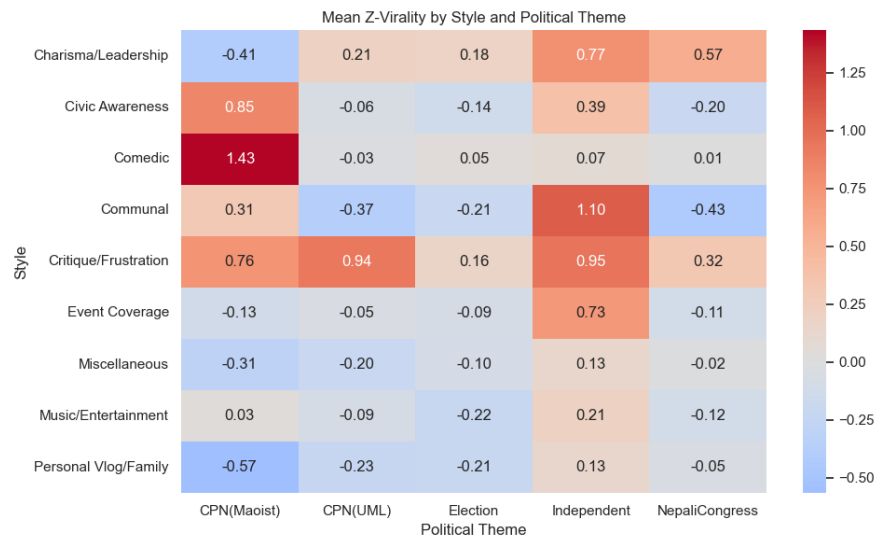 Mean Z-Virality by Style and Political Theme
Charisma/Leadership -0.41 0.21 0.18 0.77 0.57
Civic Awareness 0.85 -0.06 -0.14 0.39 -0.20
Comedic 1.43 -0.03 0.05 0.07 0.01
Communal 0.31 -0.37 -0.21 1.10 -0.43
Critique/Frustration 0.76 0.94 0.16 0.95 0.32
Event Coverage -0.13 -0.05 -0.09 0.73 -0.11
Miscellaneous -0.31 -0.20 -0.10 0.13 -0.02
Music/Entertainment 0.03 -0.09 -0.22 0.21 -0.12
Personal Vlog/Family -0.57 -0.23 -0.21 0.13 -0.05
Style
CPN(Maoist) CPN(UML) Election Independent NepaliCongress
Political Theme
1.25
1.00
0.75
0.50
0.25
0.00
−0.25
−0.50